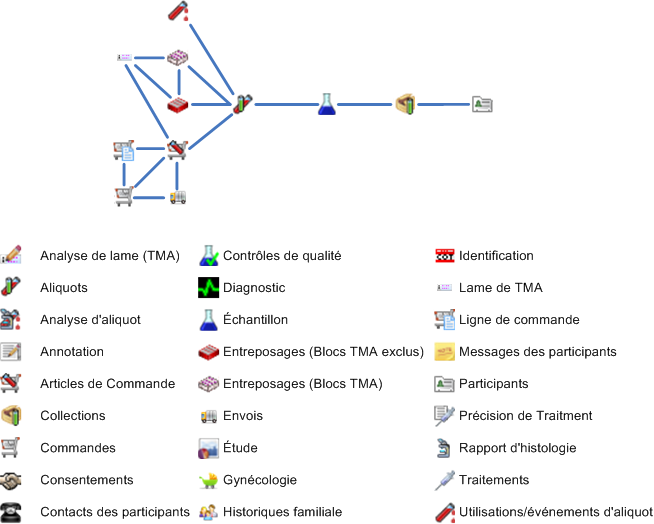 Analyse de lame (TMA) Contrôles de qualité Identification
Aliquots Diagnostic Lame de TMA
Analyse d'aliquot Échantillon Ligne de commande
Annotation Entreposages (Blocs TMA exclus) Messages des participants
Articles de Commande Entreposages (Blocs TMA) Participants
Collections Envois Précision de Traitment
Commandes Étude Rapport d'histologie
Consentements Gynécologie Traitements
Contacts des participants Historiques familiale Utilisations/événements d'aliquot